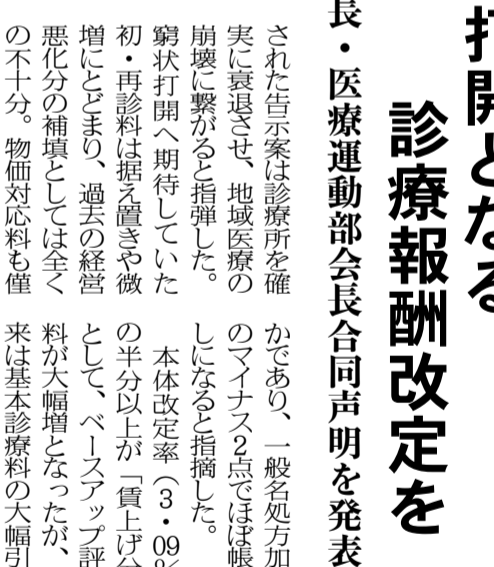 打開となる
診療報酬改定を
長・医療運動部会長合同声明を発表
された告示案は診療所を確
実に衰退させ、地域医療の
崩壊に繋がると指弾した。
窮状打開へ期待していた
初・再診料は据え置きや微
増にとどまり、過去の経営
悪化分の補填としては全く
の不十分。物価対応料も僅
かであり、一般名処方加
のマイナス2点でほぼ帳
しになると指摘した。
本体改定率（3・09%
の半分以上が「賃上げ分
として、ベースアップ評
料が大幅増となったが、
来は基本診療料の大幅引